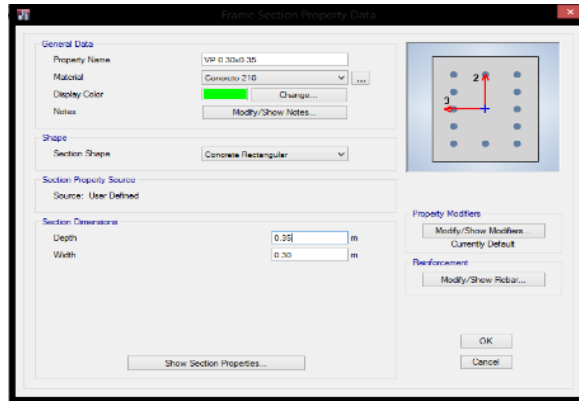 Frame Section Property Data
General Data
Property Name VP 0.30x0.35
Material Concreto 210 ...
Display Color Change...
Notes Modify/Show Notes...
Shape
Section Shape Concrete Rectangular
Section Property Source
Source: User Defined
Section Dimensions
Depth 0.35 m
Width 0.30 m
Show Section Properties...
2
3
Property Modifiers
Modify/Show Modifiers...
Currently Default
Reinforcement
Modify/Show Rebar...
OK
Cancel